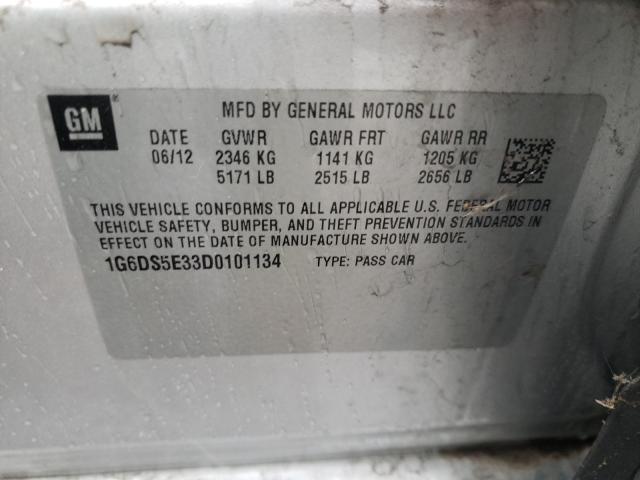 GM
®
MFD BY GENERAL MOTORS LLC
DATE GVWR GAWR FRT GAWR RR
06/12 2346 KG 1141 KG 1205 KG
5171 LB 2515 LB 2656 LB
THIS VEHICLE CONFORMS TO ALL APPLICABLE U.S. FEDERAL MOTOR
VEHICLE SAFETY, BUMPER, AND THEFT PREVENTION STANDARDS IN
EFFECT ON THE DATE OF MANUFACTURE SHOWN ABOVE.
1G6DS5E33D0101134 TYPE: PASS CAR